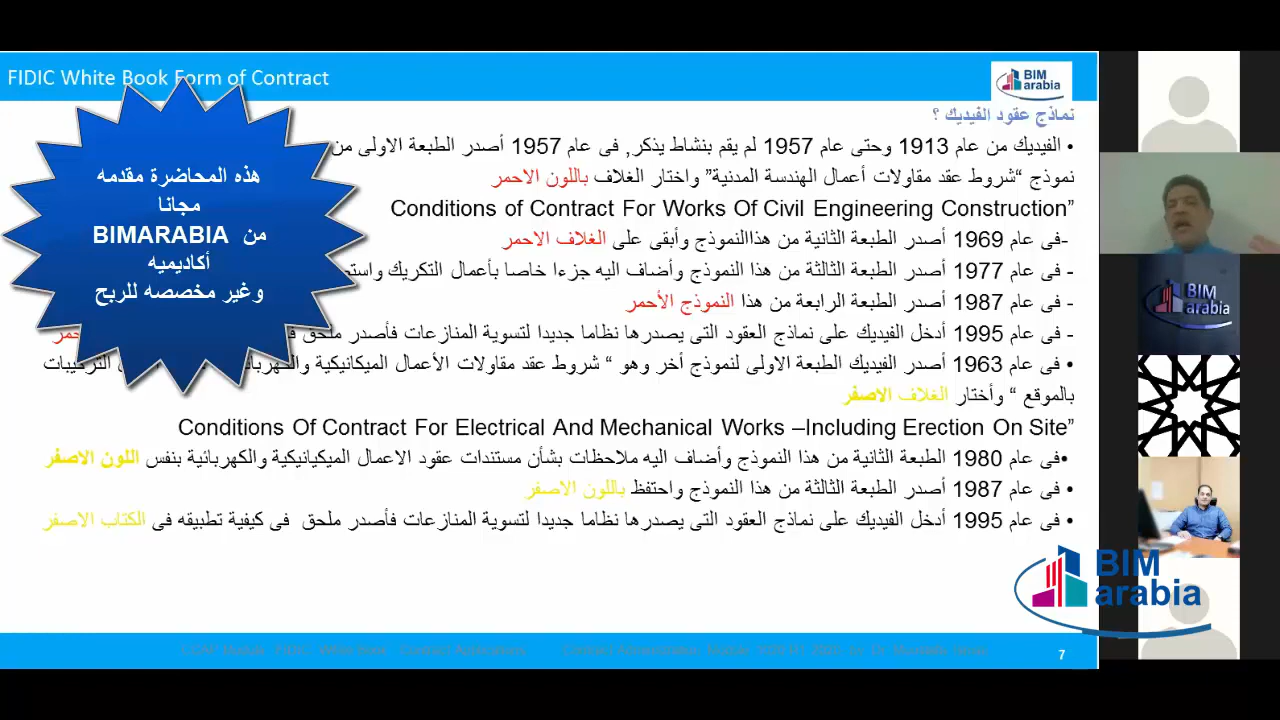 FIDIC White Book Form of Contract
BIM
arabia
نماذج عقود الفيديك ؟
• الفيديك من عام 1913 وحتى عام 1957 لم يقم بنشاط يذكر, فى عام 1957 أصدر الطبعة الاولى من
نموذج “شروط عقد مقاولات أعمال الهندسة المدنية” واختار الغلاف باللون الاحمر
Conditions of Contract For Works Of Civil Engineering Construction”
-فى عام 1969 أصدر الطبعة الثانية من هذاالنموذج وأبقى على الغلاف الاحمر
- فى عام 1977 أصدر الطبعة الثالثة من هذا النموذج وأضاف اليه جزءا خاصا بأعمال التكريك
- فى عام 1987 أصدر الطبعة الرابعة من هذا النموذج الأحمر
- فى عام 1995 أدخل الفيديك على نماذج العقود التى يصدرها نظاما جديدا لتسوية المنازعات فأصدر ملحق
• فى عام 1963 أصدر الفيديك الطبعة الاولى لنموذج أخر وهو “ شروط عقد مقاولات الأعمال الميكانيكية التركيبات
بالموقع “ وأختار الغلاف الاصفر
Conditions Of Contract For Electrical And Mechanical Works –Including Erection On Site”
•فى عام 1980 الطبعة الثانية من هذا النموذج وأضاف اليه ملاحظات بشأن مستندات عقود الاعمال الميكيانيكية والكهربائية بنفس اللون الاصفر
• فى عام 1987 أصدر الطبعة الثالثة من هذا النموذج واحتفظ باللون الاصفر
• فى عام 1995 أدخل الفيديك على نماذج العقود التى يصدرها نظاما جديدا لتسوية المنازعات فأصدر ملحق فى كيفية تطبيقه فى الكتاب الاصفر
هذه المحاضرة مقدمه
مجانا
من BIMARABIA
أكاديميه
وغير مخصصه للربح
BIM
arabia
BIM
arabia
7